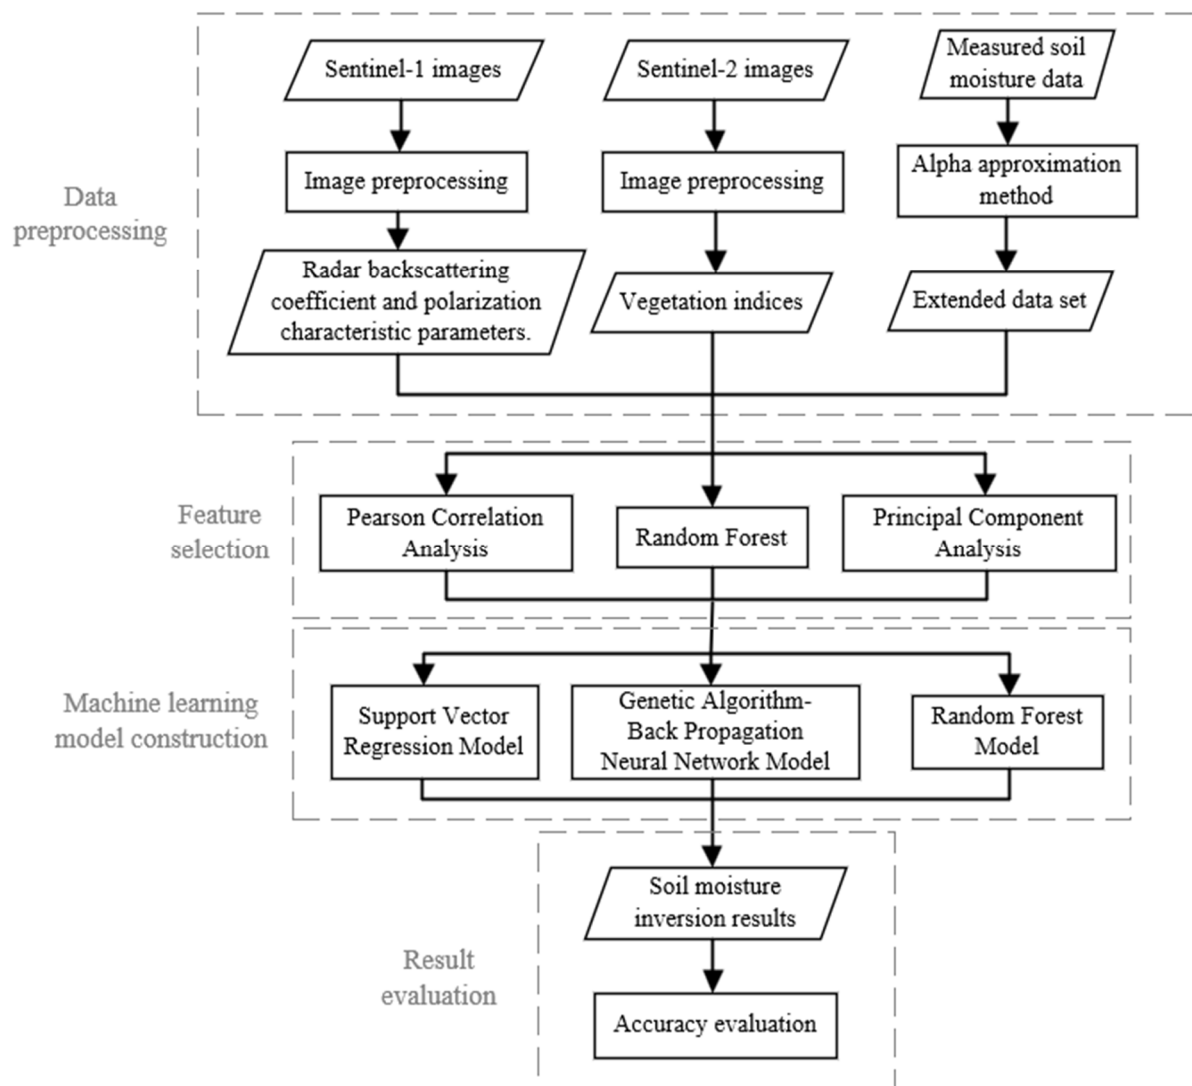 Data
preprocessing
Sentinel-1 images
Sentinel-2 images
Measured soil
moisture data
Image preprocessing
Image preprocessing
Alpha approximation
method
Radar backscattering
coefficient and polarization
characteristic parameters.
Vegetation indices
Extended data set
Feature
selection
Pearson Correlation
Analysis
Random Forest
Principal Component
Analysis
Machine learning
model construction
Support Vector
Regression Model
Genetic Algorithm-
Back Propagation
Neural Network Model
Random Forest
Model
Result
evaluation
Soil moisture
inversion results
Accuracy evaluation